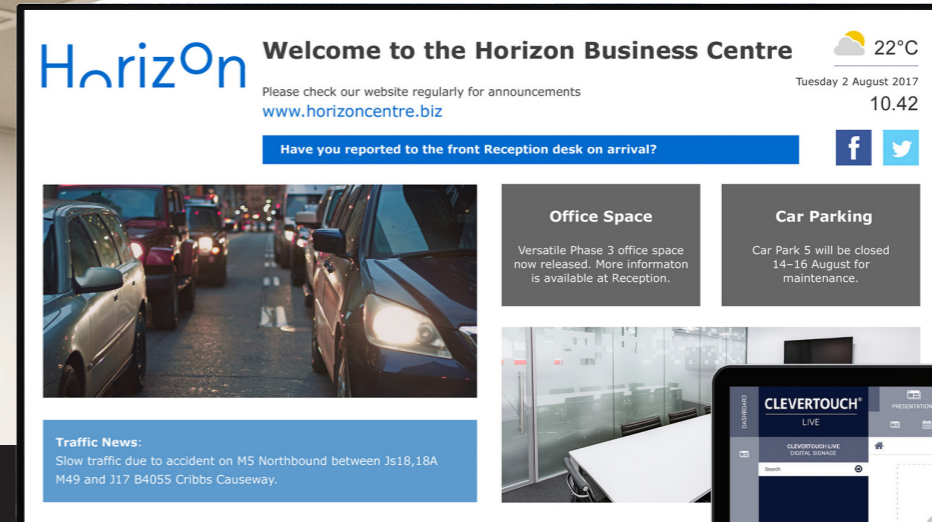 Horizon
Welcome to the Horizon Business Centre
22°C
Please check our website regularly for announcements
www.horizoncentre.biz
Tuesday 2 August 2017
10.42
Have you reported to the front Reception desk on arrival?
f
Office Space
Versatile Phase 3 office space
now released. More informaton
is available at Reception.
Car Parking
Car Park 5 will be closed
14–16 August for
maintenance.
Traffic News:
Slow traffic due to accident on M5 Northbound between Js18,18A
M49 and J17 B4055 Cribbs Causeway.
DASHBOARD
CLEVERTOUCH®
LIVE
PRESENTATION
CLEVERTOUCH LIVE
DIGITAL SIGNAGE
Search